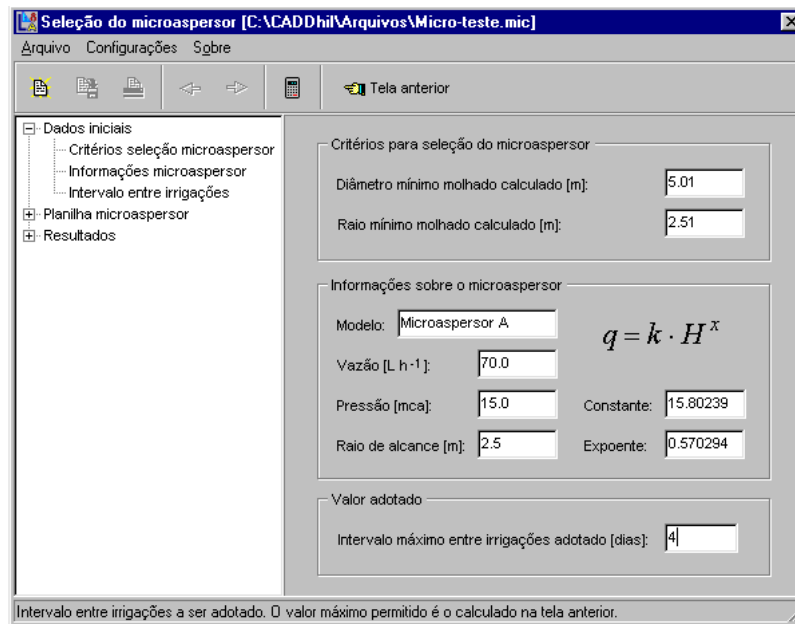 Seleção do microaspersor [C:\CADDhil\Arquivos\Micro-teste.mic]
Arquivo Configurações Sobre
Tela anterior
Dados iniciais
Critérios seleção microaspersor
Informações microaspersor
Intervalo entre irrigações
Planilha microaspersor
Resultados
Critérios para seleção do microaspersor
Diâmetro mínimo molhado calculado [m]: 5.01
Raio mínimo molhado calculado [m]: 2.51
Informações sobre o microaspersor
Modelo: Microaspersor A
q = k · H^x
Vazão [L h-1]: 70.0
Pressão [mca]: 15.0 Constante: 15.80239
Raio de alcance [m]: 2.5 Expoente: 0.570294
Valor adotado
Intervalo máximo entre irrigações adotado [dias]: 4
Intervalo entre irrigações a ser adotado. O valor máximo permitido é o calculado na tela anterior.